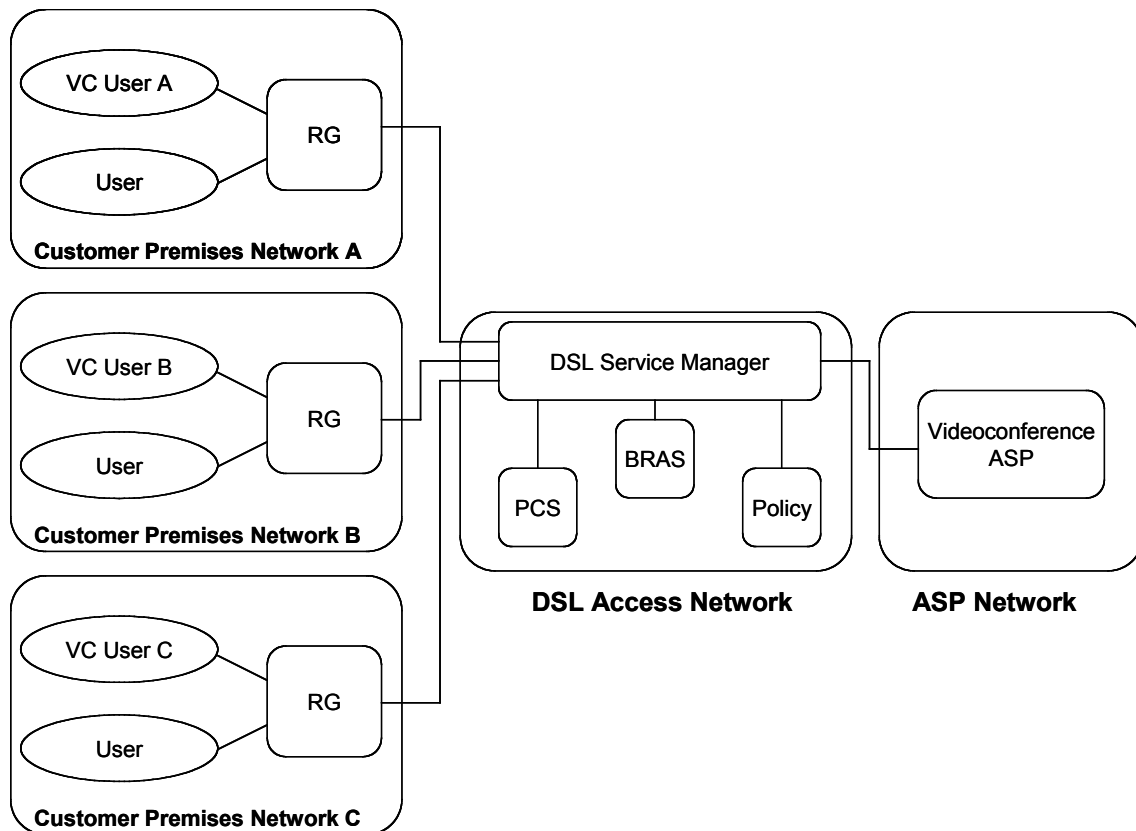 VC User A
RG
User
Customer Premises Network A
VC User B
RG
User
Customer Premises Network B
VC User C
RG
User
Customer Premises Network C
DSL Service Manager
PCS
BRAS
Policy
DSL Access Network
Videoconference
ASP
ASP Network